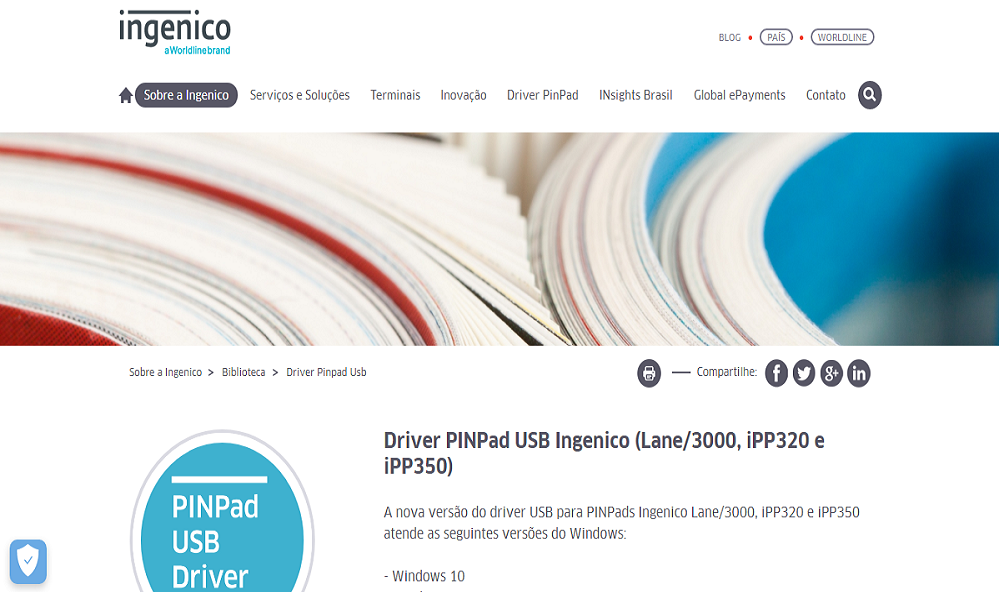 ingenico
aWorldlinebrand
BLOG • PAÍS • WORLDLINE
Sobre a Ingenico Serviços e Soluções Terminais Inovação Driver PinPad INsights Brasil Global ePayments Contato
Sobre a Ingenico > Biblioteca > Driver Pinpad Usb
Compartilhe:
Driver PINPad USB Ingenico (Lane/3000, iPP320 e
iPP350)
PINPad
USB
Driver
A nova versão do driver USB para PINPads Ingenico Lane/3000, iPP320 e iPP350
atende as seguintes versões do Windows:
- Windows 10